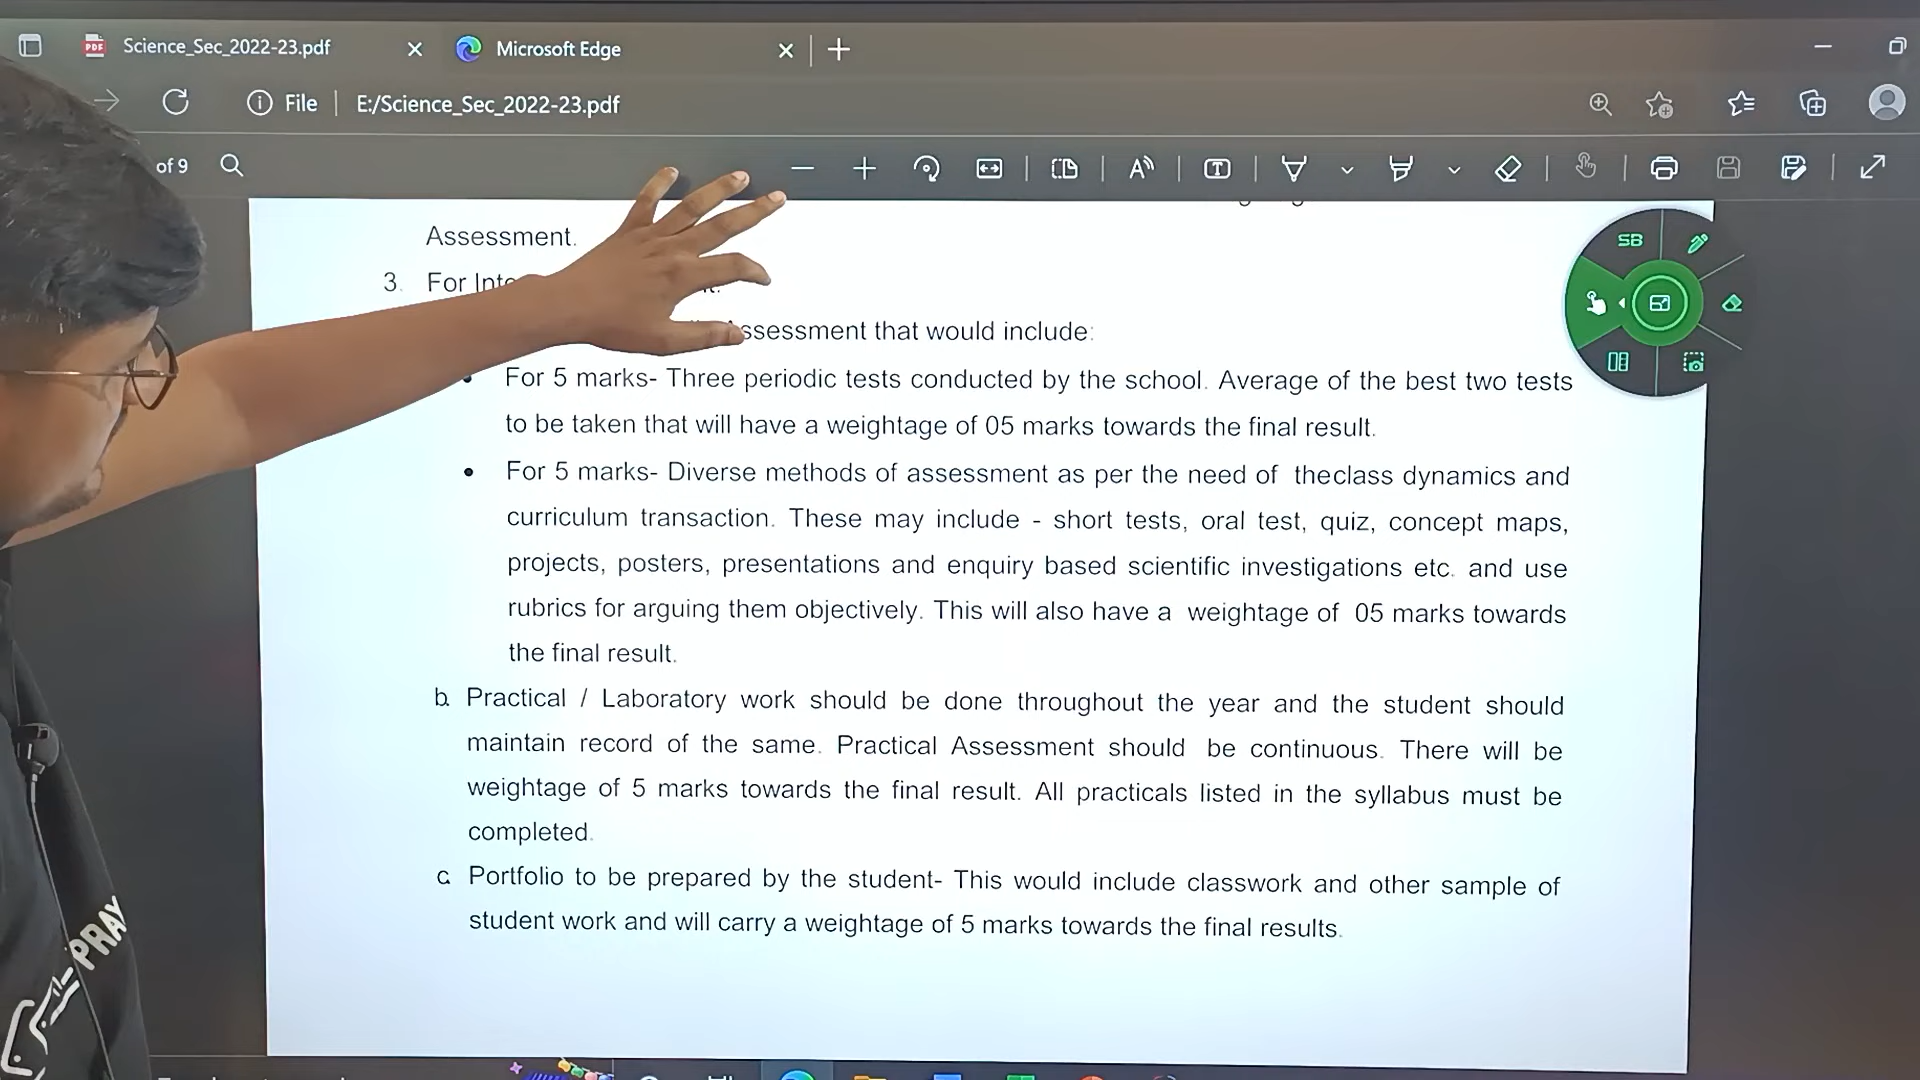 Science_Sec_2022-23.pdf
Microsoft Edge
File
E:/Science_Sec_2022-23.pdf
of 9
SB
Assessment.
3. For
Assessment that would include:
• For 5 marks- Three periodic tests conducted by the school. Average of the best two tests
to be taken that will have a weightage of 05 marks towards the final result.
• For 5 marks- Diverse methods of assessment as per the need of theclass dynamics and
curriculum transaction. These may include - short tests, oral test, quiz, concept maps,
projects, posters, presentations and enquiry based scientific investigations etc. and use
rubrics for arguing them objectively. This will also have a weightage of 05 marks towards
the final result.
b. Practical / Laboratory work should be done throughout the year and the student should
maintain record of the same. Practical Assessment should be continuous. There will be
weightage of 5 marks towards the final result. All practicals listed in the syllabus must be
completed.
c. Portfolio to be prepared by the student- This would include classwork and other sample of
student work and will carry a weightage of 5 marks towards the final results.
PRAY